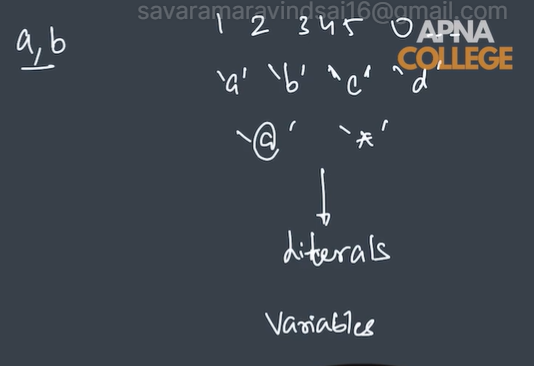 savaramaravindsai16@gmail.com
1 2 3 4 5 0 _ _
APNA
COLLEGE
a, b
'a' 'b' 'c' 'd'
'@' '*'
Literals
Variables